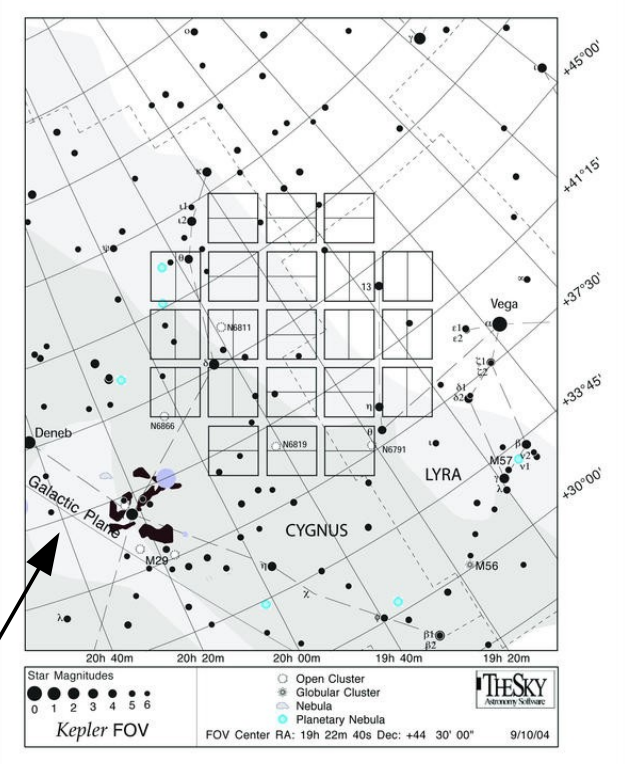 +45°00'
+41°15'
+37°30'
+33°45'
+30°00'
ο
γ
ι
κ
ι1
ι2
ψ
θ
13
Vega
α
ε1
ε2
ζ1
ζ2
N6811
δ
δ1
δ2
η
N6866
θ
Deneb
N6819
N6791
ι
β
M57
ν2
ν1
γ
λ
LYRA
Galactic Plane
CYGNUS
M29
η
M56
χ
λ
φ
β1
β2
20h 40m
20h 20m
20h 00m
19h 40m
19h 20m
Star Magnitudes
0 1 2 3 4 5 6
Kepler FOV
Open Cluster
Globular Cluster
Nebula
Planetary Nebula
THESKY
Astronomy Software
FOV Center RA: 19h 22m 40s Dec: +44 30' 00" 9/10/04